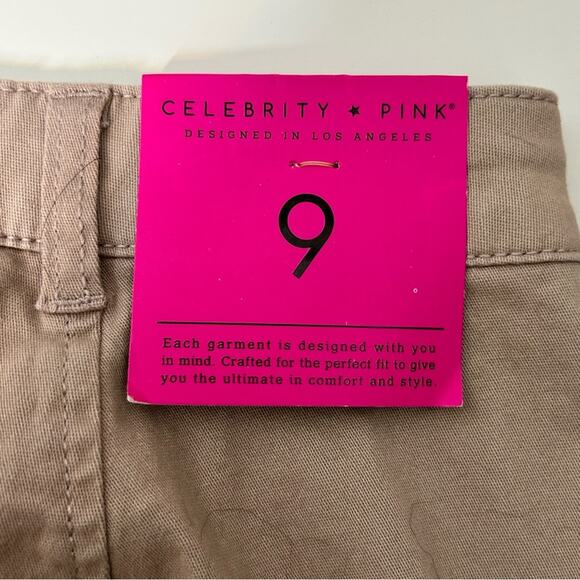 CELEBRITY ★ PINK®
DESIGNED IN LOS ANGELES
9
Each garment is designed with you
in mind. Crafted for the perfect fit to give
you the ultimate in comfort and style.